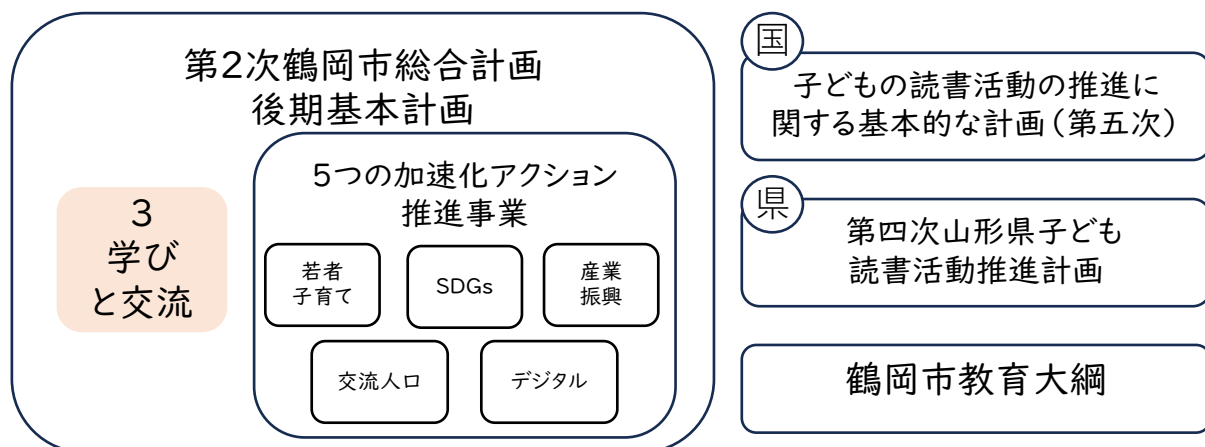 第2次鶴岡市総合計画
後期基本計画
3
学び
と交流
5つの加速化アクション
推進事業
若者
子育て
SDGs
産業
振興
交流人口
デジタル
国
子どもの読書活動の推進に
関する基本的な計画（第五次）
県
第四次山形県子ども
読書活動推進計画
鶴岡市教育大綱